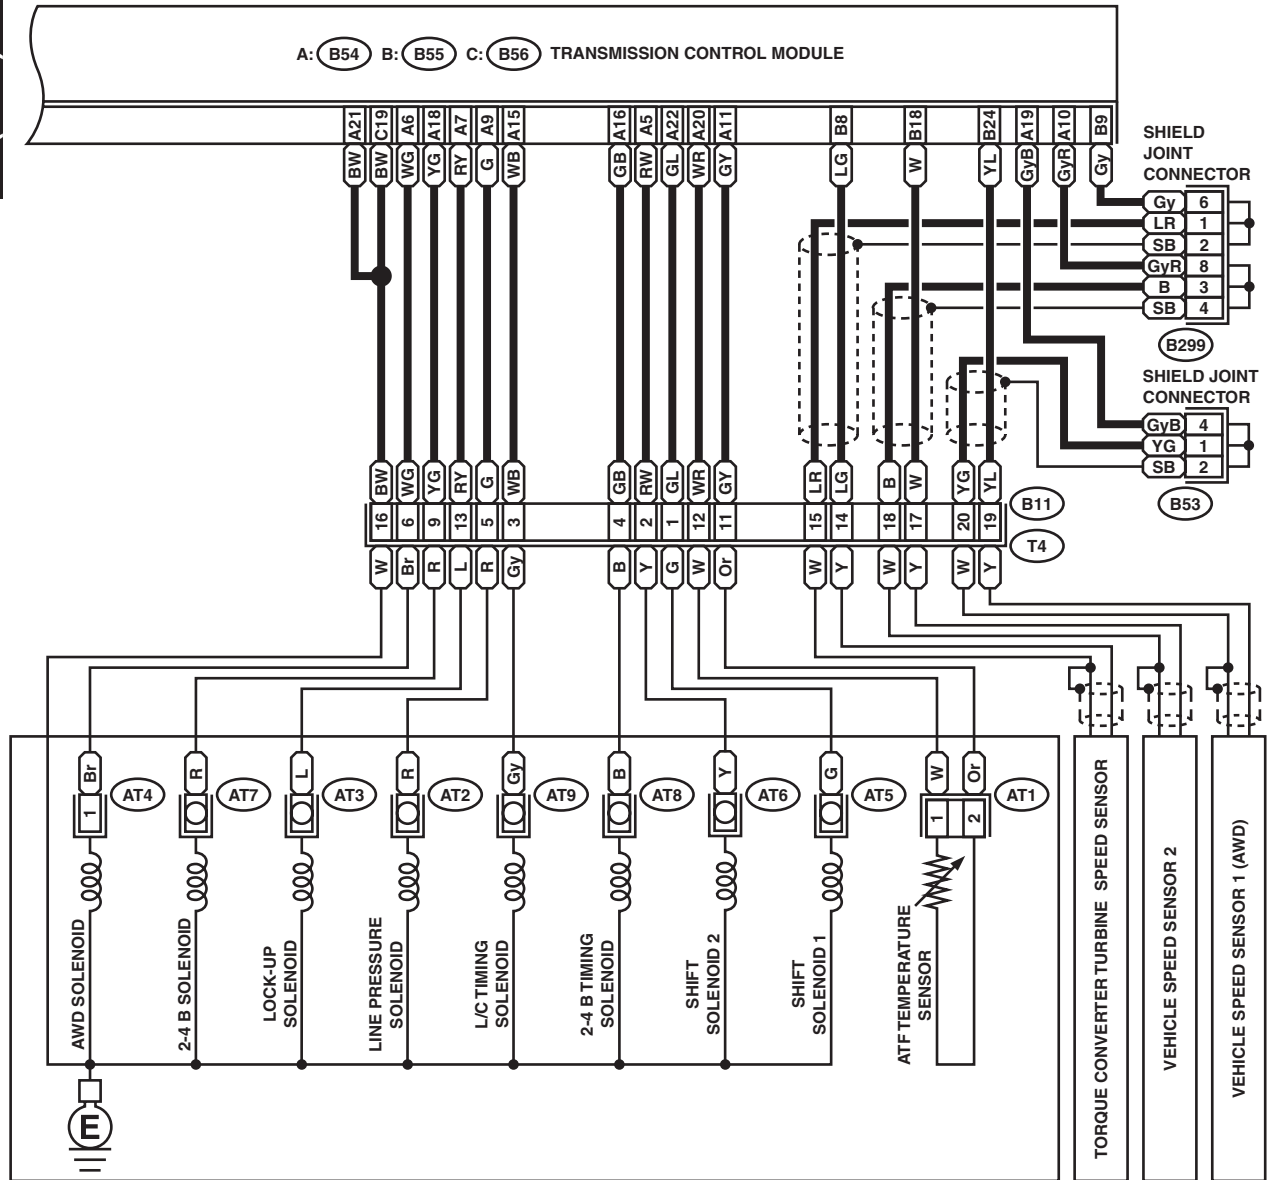 A: B54 B: B55 C: B56 TRANSMISSION CONTROL MODULE
A21 C19 A6 A18 A7 A9 A15 A16 A5 A22 A20 A11 B8 B18 B24 A19 A10 B9
BW BW WG YG RY G WB GB RW GL WR GY LG W YL GyB GyR Gy
SHIELD
JOINT
CONNECTOR
Gy 6
LR 1
SB 2
GyR 8
B 3
SB 4
B299
SHIELD JOINT
CONNECTOR
GyB 4
YG 1
SB 2
B53
BW WG YG RY G WB GB RW GL WR GY LR LG B W YG YL
16 6 9 13 5 3 4 2 1 12 11 15 14 18 17 20 19
B11
T4
W Br R L R Gy B Y G W Or W Y W Y W Y
Br R L R Gy B Y G W Or
1 AT4 AT7 AT3 AT2 AT9 AT8 AT6 AT5 1 2 AT1
AWD SOLENOID
2-4 B SOLENOID
LOCK-UP
SOLENOID
LINE PRESSURE
SOLENOID
L/C TIMING
SOLENOID
2-4 B TIMING
SOLENOID
SHIFT
SOLENOID 2
SHIFT
SOLENOID 1
ATF TEMPERATURE
SENSOR
TORQUE CONVERTER TURBINE SPEED SENSOR
VEHICLE SPEED SENSOR 2
VEHICLE SPEED SENSOR 1 (AWD)
E